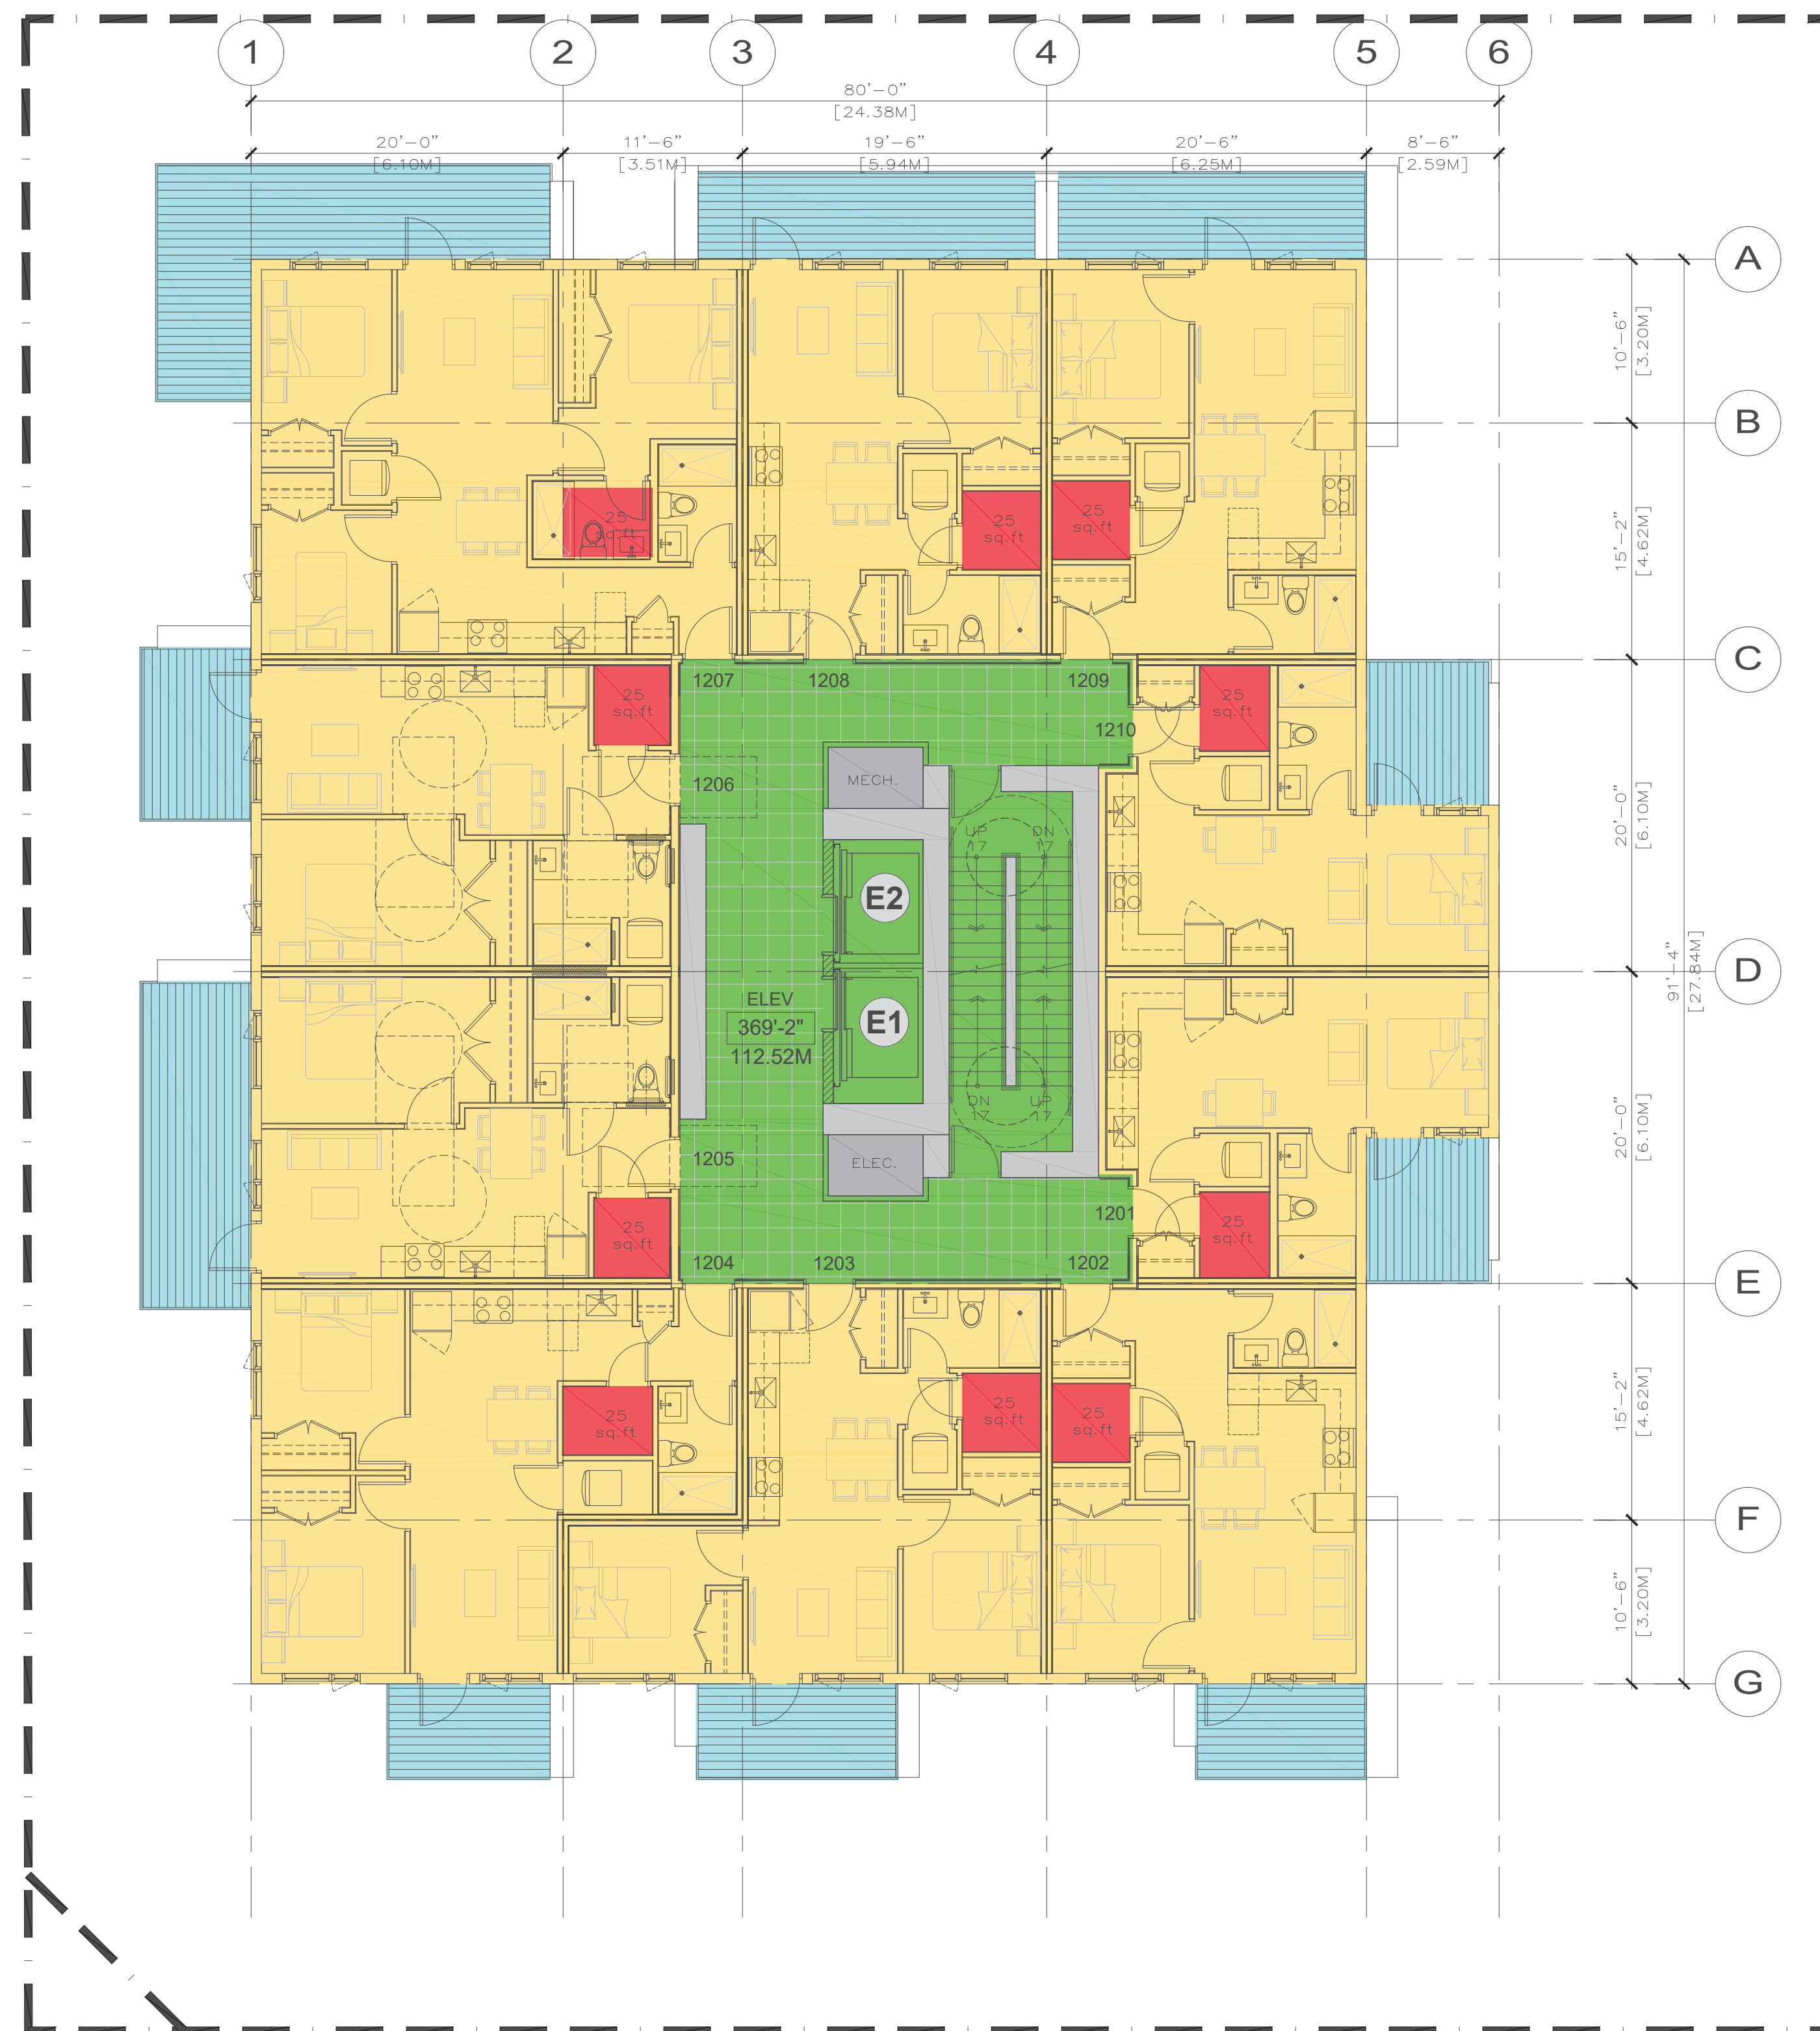 1 2 3 4 5 6
80'-0"
[24.38M]
20'-0" 11'-6" 19'-6" 20'-6" 8'-6"
[6.10M] [3.51M] [5.94M] [6.25M] [2.59M]
A
10'-6"
[3.20M]
B
25
sq.ft
25
sq.ft
25
sq.ft
15'-2"
[4.62M]
C
1207 1208 1209
25
sq.ft
25
sq.ft
1210
1206
MECH.
UP
17
DN
17
20'-0"
[6.10M]
E2
D
91'-4"
[27.84M]
ELEV
369'-2"
112.52M
E1
DN
17
UP
17
20'-0"
[6.10M]
1205
ELEC.
1201
25
sq.ft
25
sq.ft
1204 1203 1202
E
15'-2"
[4.62M]
25
sq.ft
25
sq.ft
25
sq.ft
F
10'-6"
[3.20M]
G